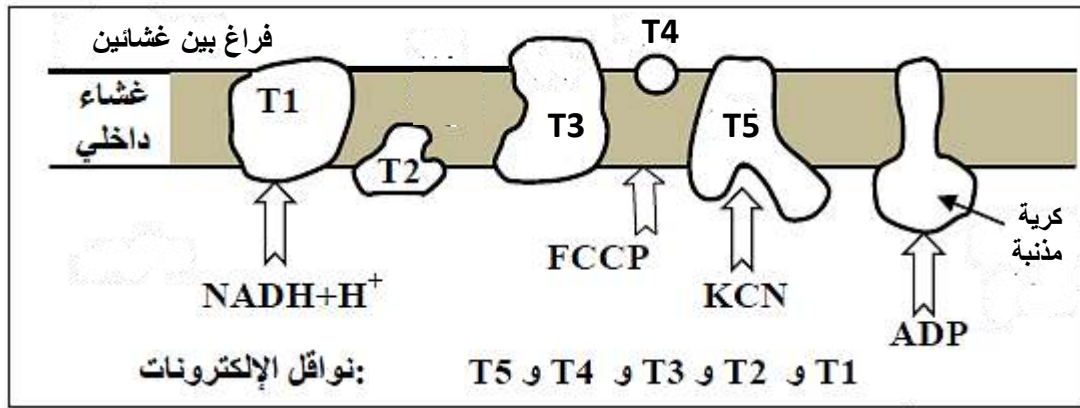 فراغ بين غشائين
T4
غشاء
داخلي
T1
T2
T3
T5
كرية
مذنبة
NADH+H⁺
FCCP
KCN
ADP
نواقل الإلكترونات: T1 و T2 و T3 و T4 و T5